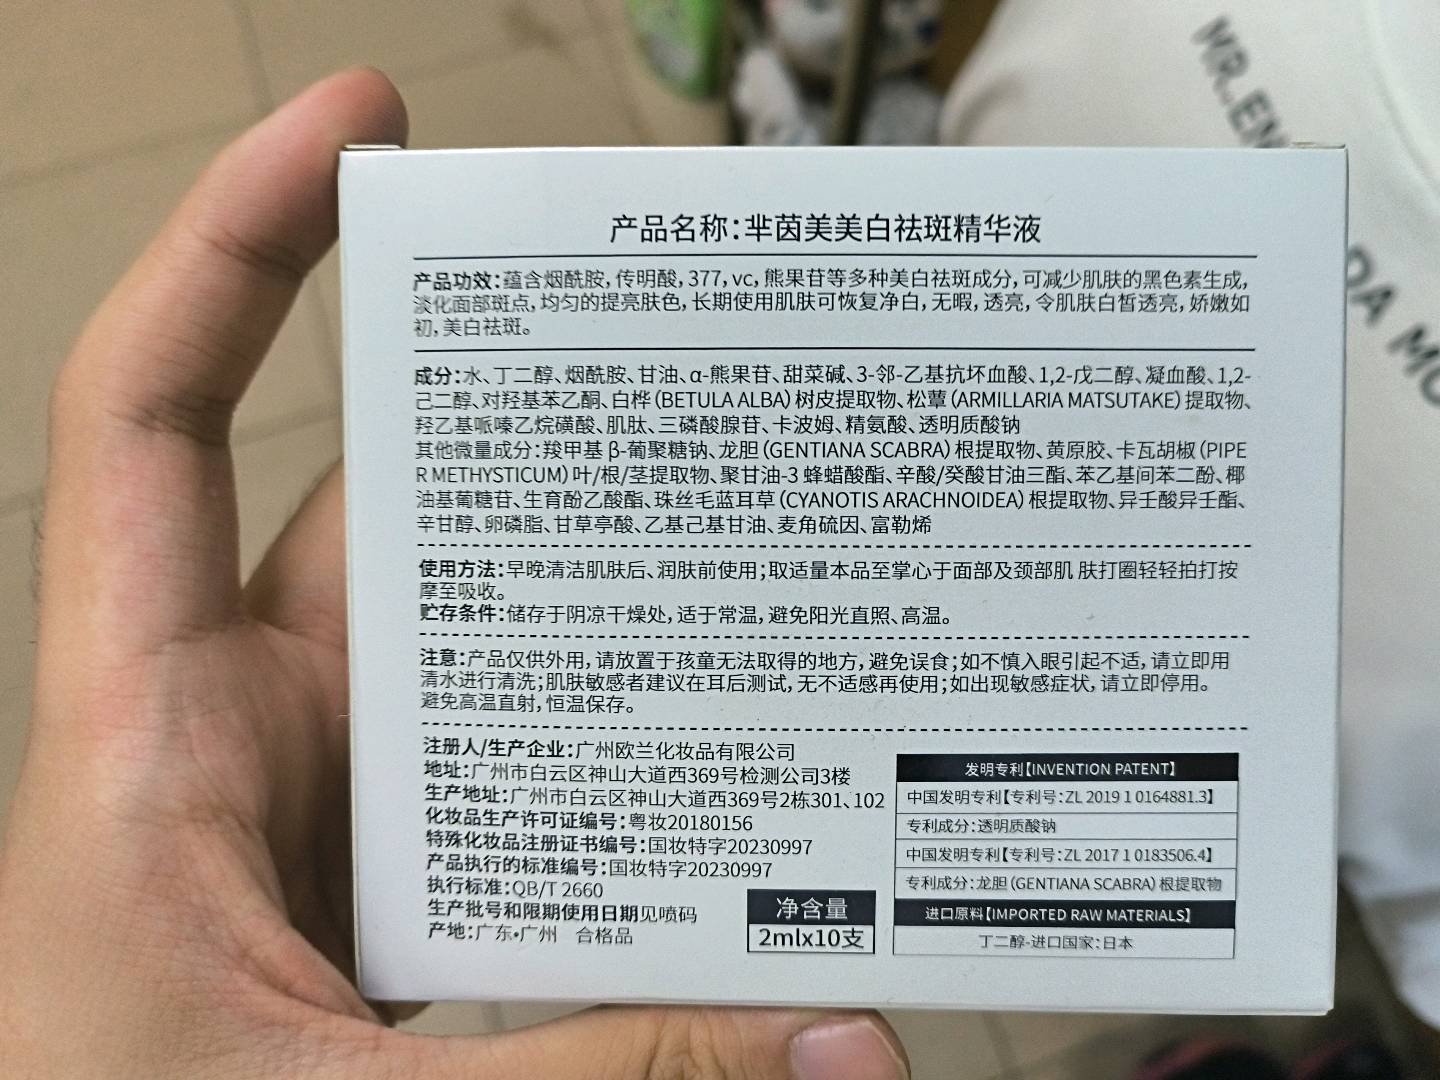 产品名称:芈茵美美白祛斑精华液
产品功效:蕴含烟酰胺,传明酸,377,vc,熊果苷等多种美白祛斑成分,可减少肌肤的黑色素生成,
淡化面部斑点,均匀的提亮肤色,长期使用肌肤可恢复净白,无暇,透亮,令肌肤白皙透亮,娇嫩如
初,美白祛斑。
成分:水、丁二醇、烟酰胺、甘油、α-熊果苷、甜菜碱、3-邻-乙基抗坏血酸、1,2-戊二醇、凝血酸、1,2-
己二醇、对羟基苯乙酮、白桦(BETULA ALBA)树皮提取物、松蕈(ARMILLARIA MATSUTAKE)提取物、
羟乙基哌嗪乙烷磺酸、肌肽、三磷酸腺苷、卡波姆、精氨酸、透明质酸钠
其他微量成分:羧甲基 β-葡聚糖钠、龙胆(GENTIANA SCABRA)根提取物、黄原胶、卡瓦胡椒(PIPE
R METHYSTICUM)叶/根/茎提取物、聚甘油-3 蜂蜡酸酯、辛酸/癸酸甘油三酯、苯乙基间苯二酚、椰
油基葡糖苷、生育酚乙酸酯、珠丝毛蓝耳草(CYANOTIS ARACHNOIDEA)根提取物、异壬酸异壬酯、
辛甘醇、卵磷脂、甘草亭酸、乙基己基甘油、麦角硫因、富勒烯
使用方法:早晚清洁肌肤后、润肤前使用;取适量本品至掌心于面部及颈部肌 肤打圈轻轻拍打按
摩至吸收。
贮存条件:储存于阴凉干燥处,适于常温,避免阳光直照、高温。
注意:产品仅供外用,请放置于孩童无法取得的地方,避免误食;如不慎入眼引起不适,请立即用
清水进行清洗;肌肤敏感者建议在耳后测试,无不适感再使用;如出现敏感症状,请立即停用。
避免高温直射,恒温保存。
注册人/生产企业:广州欧兰化妆品有限公司
地址:广州市白云区神山大道西369号检测公司3楼
生产地址:广州市白云区神山大道西369号2栋301、102
化妆品生产许可证编号:粤妆20180156
特殊化妆品注册证书编号:国妆特字20230997
产品执行的标准编号:国妆特字20230997
执行标准:QB/T 2660
生产批号和限期使用日期见喷码
产地:广东•广州 合格品
净含量
2mlx10支
发明专利【INVENTION PATENT】
中国发明专利【专利号:ZL 2019 1 0164881.3】
专利成分:透明质酸钠
中国发明专利【专利号:ZL 2017 1 0183506.4】
专利成分:龙胆(GENTIANA SCABRA)根提取物
进口原料【IMPORTED RAW MATERIALS】
丁二醇-进口国家:日本